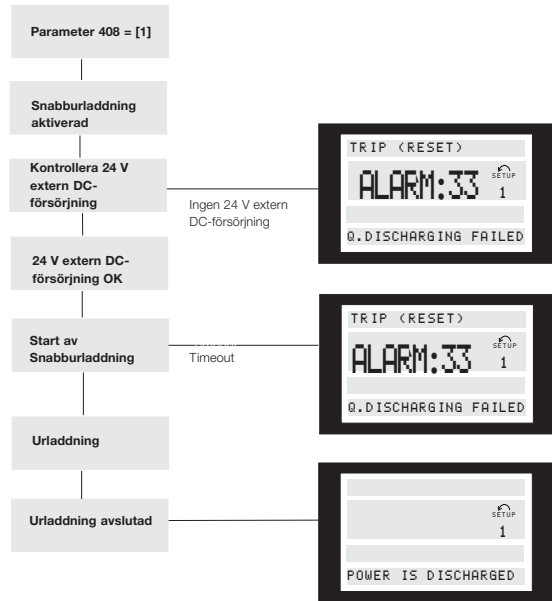 Parameter 408 = [1]
Snabburladdning
aktiverad
Kontrollera 24 V
extern DC-
försörjning
Ingen 24 V extern
DC-försörjning
TRIP (RESET)
ALARM:33
SETUP
1
Q.DISCHARGING FAILED
24 V extern DC-
försörjning OK
Start av
Snabburladdning
Timeout
TRIP (RESET)
ALARM:33
SETUP
1
Q.DISCHARGING FAILED
Urladdning
Urladdning avslutad
SETUP
1
POWER IS DISCHARGED